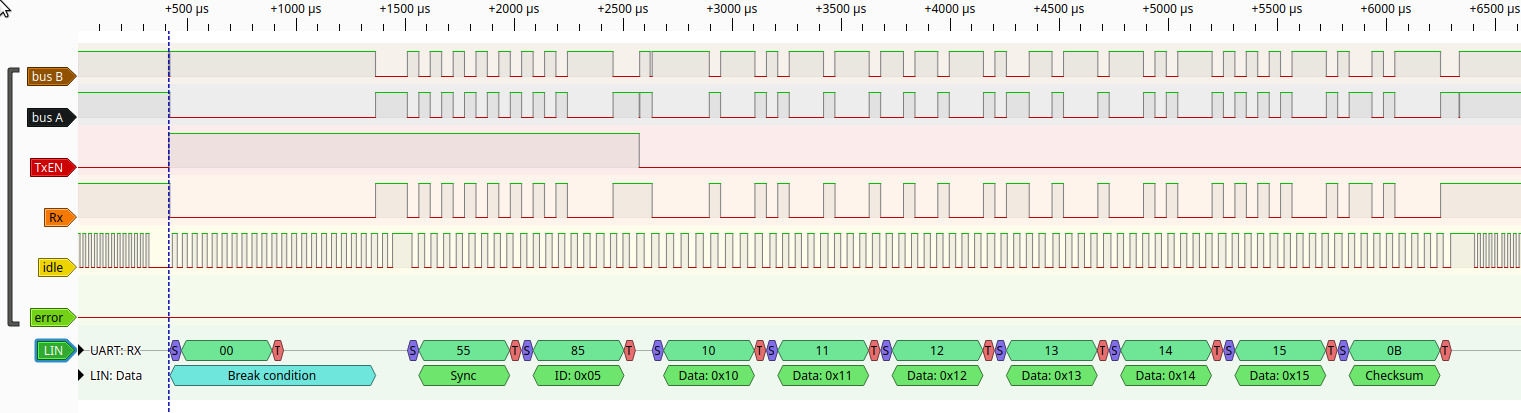 +500 µs +1000 µs +1500 µs +2000 µs +2500 µs +3000 µs +3500 µs +4000 µs +4500 µs +5000 µs +5500 µs +6000 µs +6500 µs
bus B
bus A
TxEN
Rx
idle
error
LIN UART: RX S 00 T S 55 T S 85 T S 10 T S 11 T S 12 T S 13 T S 14 T S 15 T S 0B T
LIN: Data Break condition Sync ID: 0x05 Data: 0x10 Data: 0x11 Data: 0x12 Data: 0x13 Data: 0x14 Data: 0x15 Checksum